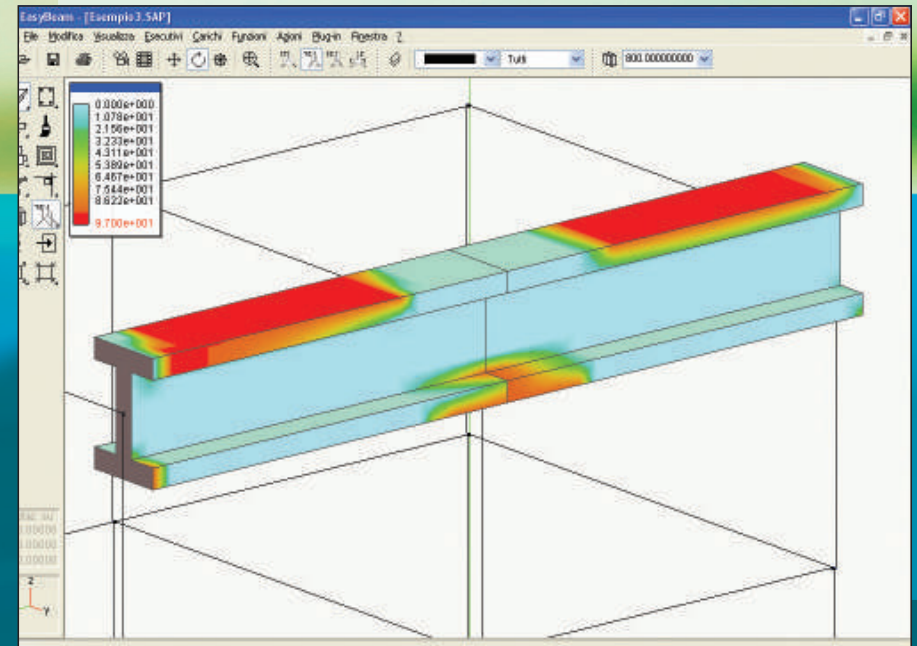 EasyBeam - [Esempio3.SAP]
File Modifica Visualizza Esecutivi Carichi Funzioni Azioni Plug-in Finestra ?
Tutti 800.000000000
0.000e+000
1.078e+001
2.156e+001
3.233e+001
4.311e+001
5.389e+001
6.467e+001
7.544e+001
8.622e+001
9.700e+001
z
Y